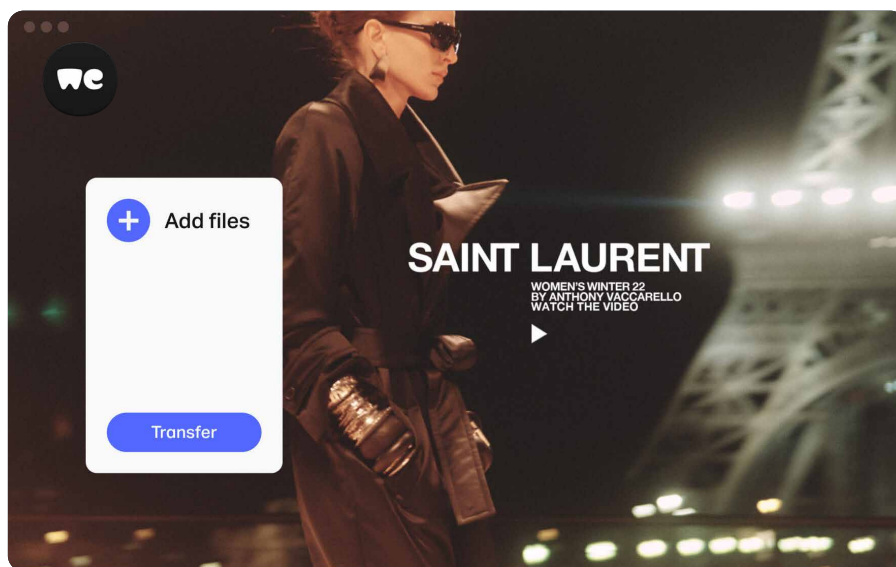 we
Add files
Transfer
SAINT LAURENT
WOMEN'S WINTER 22
BY ANTHONY VACCARELLO
WATCH THE VIDEO